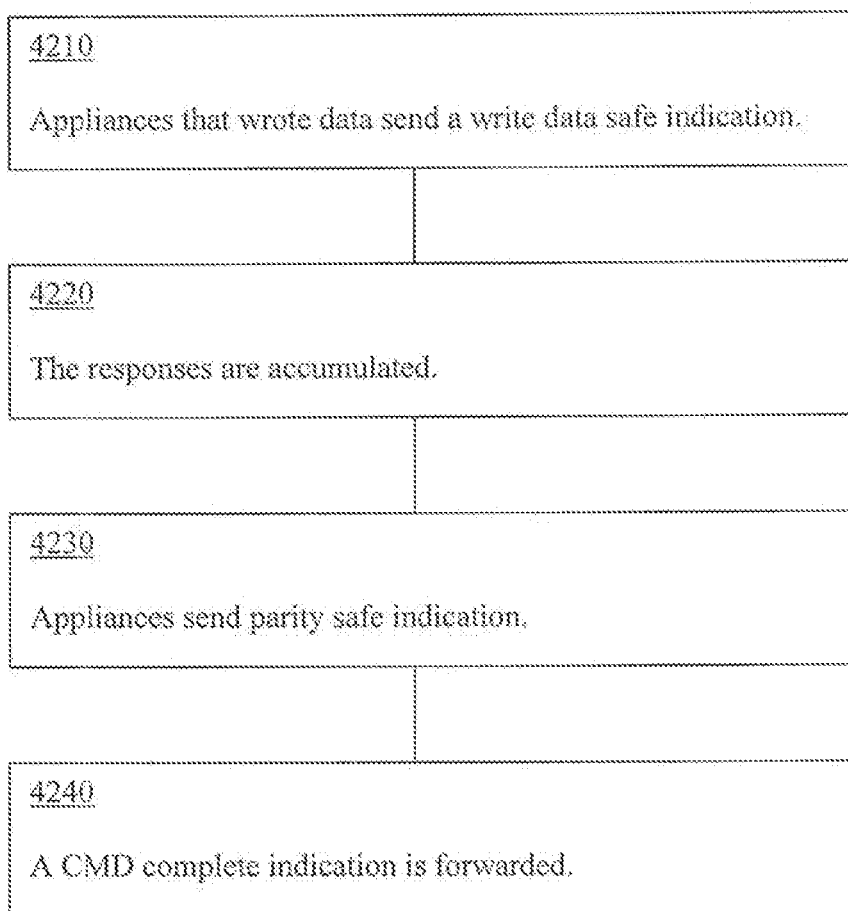 4210
Appliances that wrote data send a write data safe indication.
4220
The responses are accumulated.
4230
Appliances send parity safe indication.
4240
A CMD complete indication is forwarded.